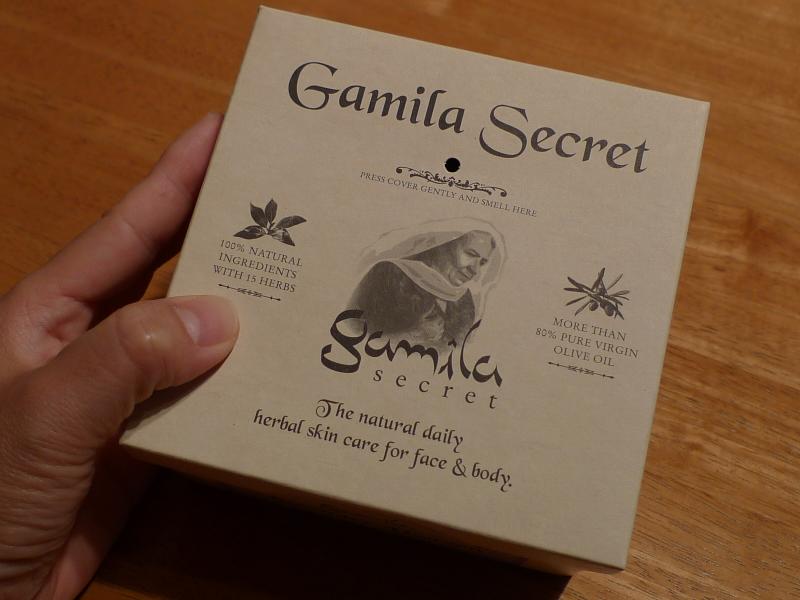 Gamila Secret
PRESS COVER GENTLY AND SMELL HERE
100% NATURAL
INGREDIENTS
WITH 15 HERBS
MORE THAN
80% PURE VIRGIN
OLIVE OIL
gamila
secret
The natural daily
herbal skin care for face & body.